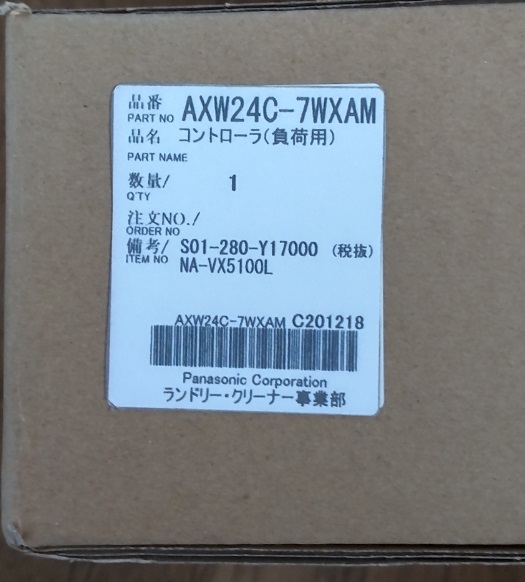 品番 AXW24C-7WXAM
PART NO
品名 コントローラ(負荷用)
PART NAME
数量/ 1
Q'TY
注文NO./
ORDER NO
備考/ S01-280-Y17000 (税抜)
ITEM NO NA-VX5100L
AXW24C-7WXAM C201218
Panasonic Corporation
ランドリー・クリーナー事業部